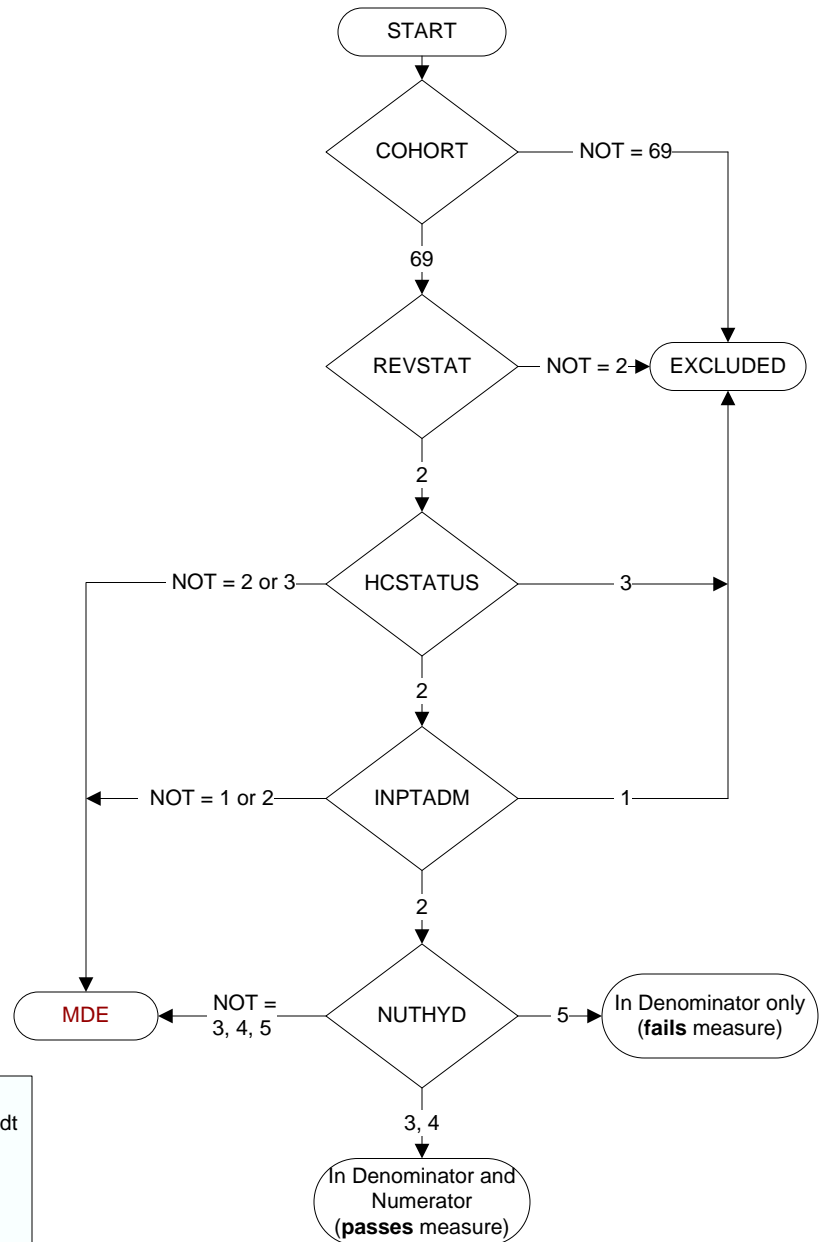 START
COHORT
NOT = 69
69
REVSTAT
NOT = 2
EXCLUDED
2
NOT = 2 or 3
HCSTATUS
3
2
NOT = 1 or 2
INPTADM
1
2
MDE
NOT =
3, 4, 5
NUTHYD
5
In Denominator only
(fails measure)
dt
3, 4
In Denominator and
Numerator
(passes measure)